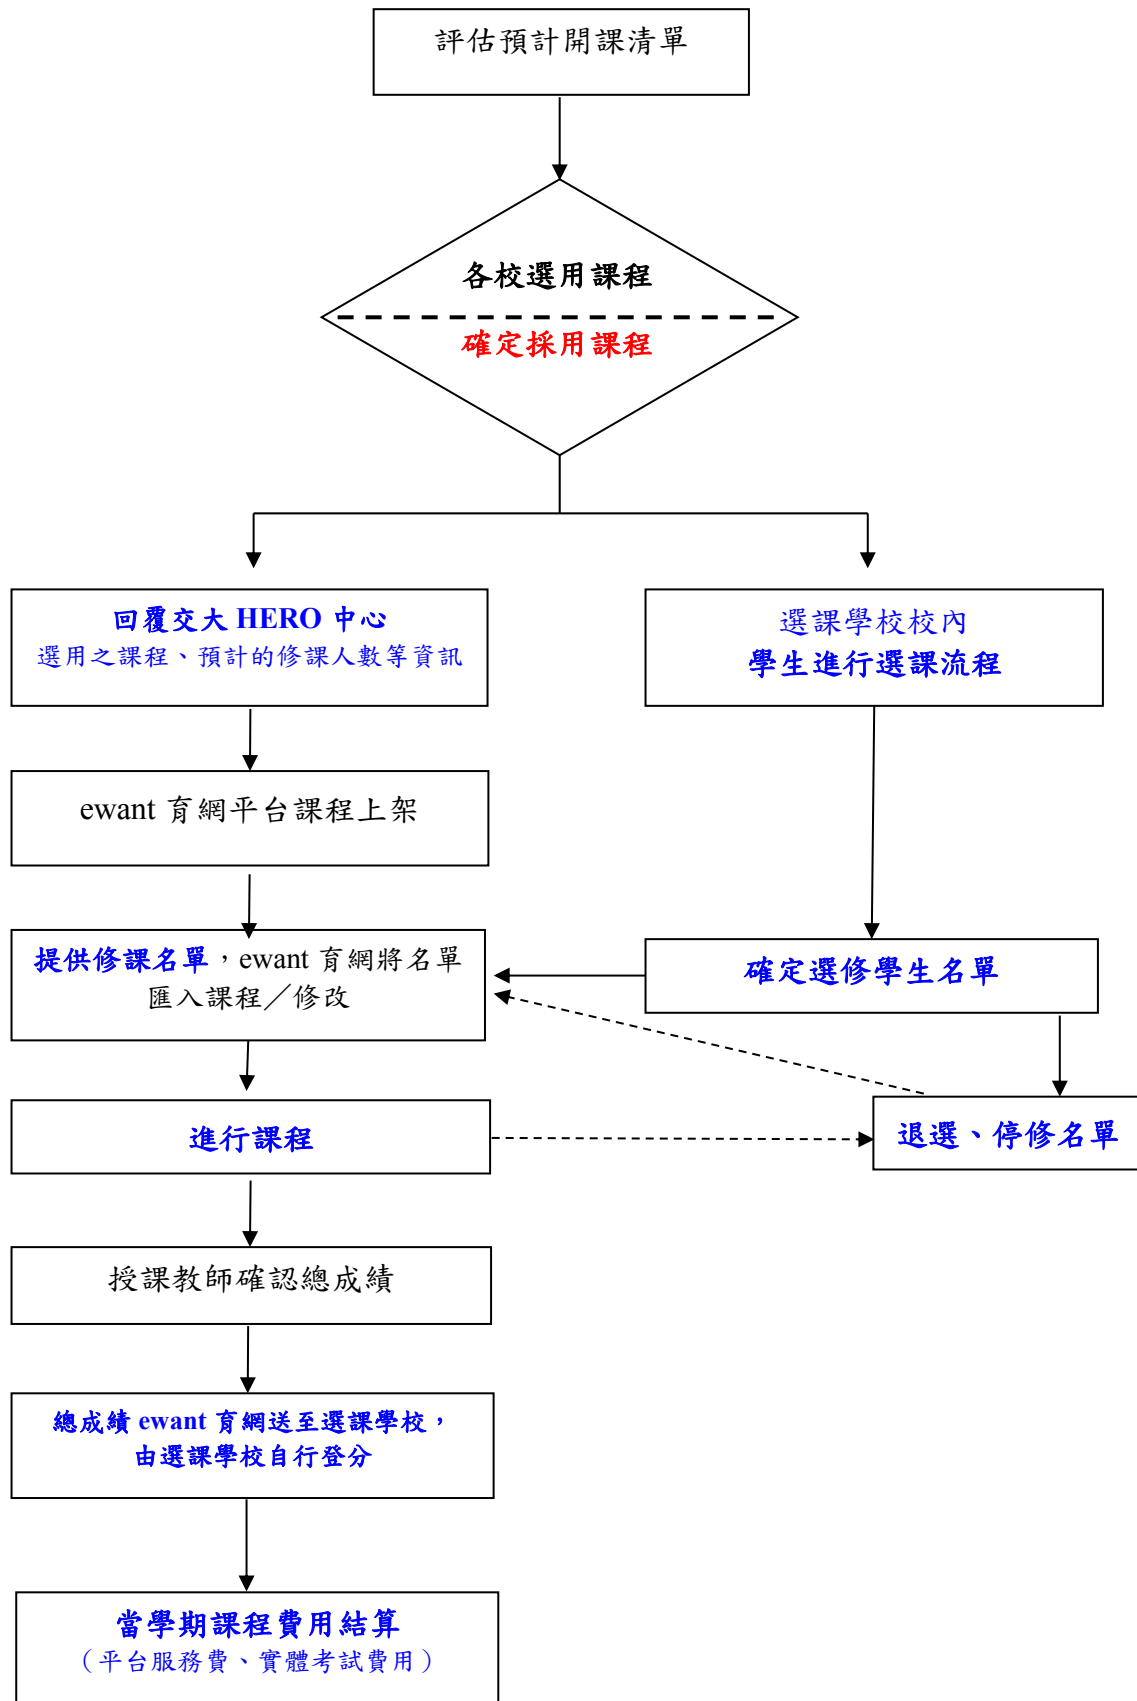 評估預計開課清單
各校選用課程
確定採用課程
回覆交大 HERO 中心
選用之課程、預計的修課人數等資訊
選課學校校內
學生進行選課流程
ewant 育網平台課程上架
提供修課名單，ewant 育網將名單
匯入課程／修改
確定選修學生名單
進行課程
退選、停修名單
授課教師確認總成績
總成績 ewant 育網送至選課學校，
由選課學校自行登分
當學期課程費用結算
（平台服務費、實體考試費用）